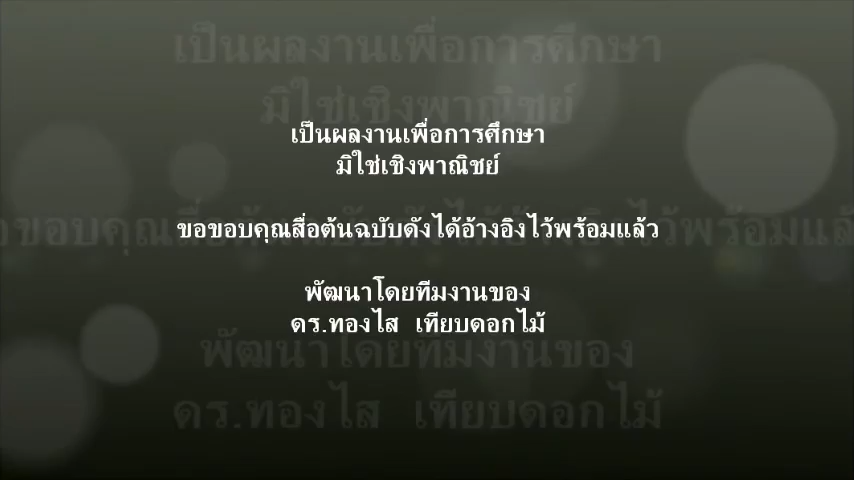 เป็นผลงานเพื่อการศึกษา
มิใช่เชิงพาณิชย์
ขอขอบคุณสื่อต้นฉบับดังได้อ้างอิงไว้พร้อมแล้ว
พัฒนาโดยทีมงานของ
ดร.ทองไส เทียบดอกไม้